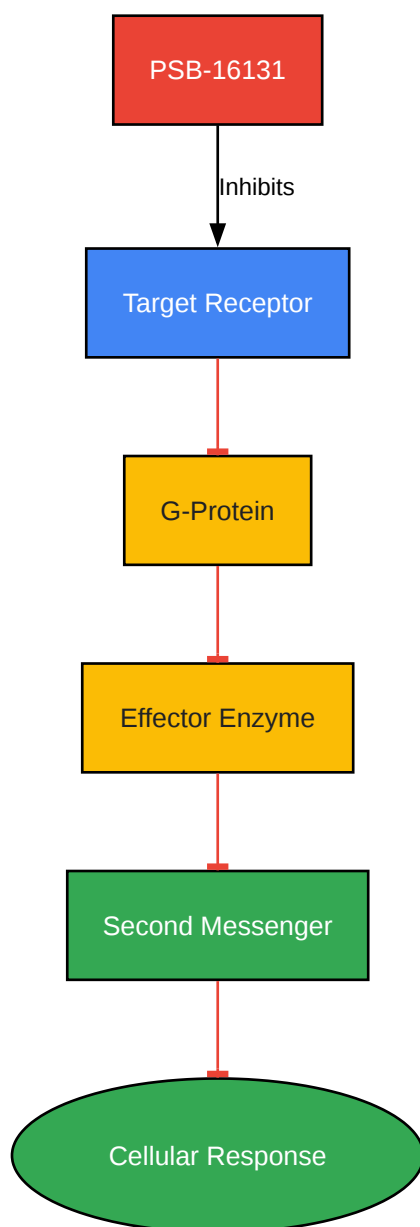 PSB-16131
Inhibits
Target Receptor
G-Protein
Effector Enzyme
Second Messenger
Cellular Response